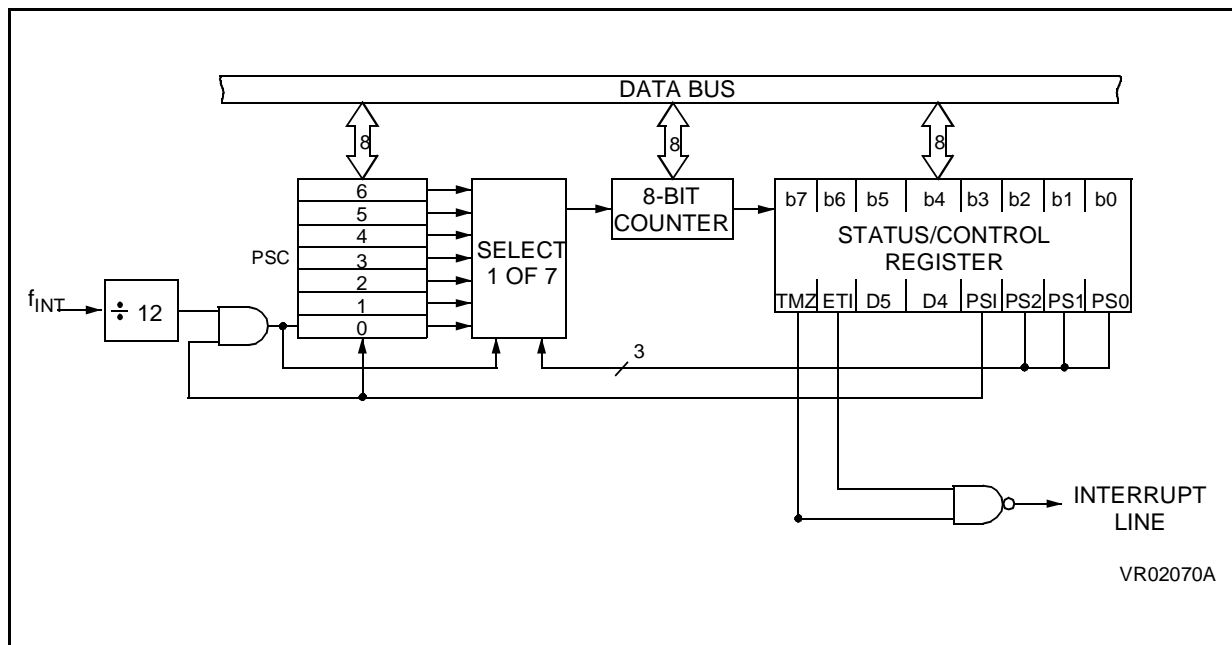 DATA BUS
8
8
8
6
5
4
3
2
1
0
PSC
SELECT
1 OF 7
8-BIT
COUNTER
b7 b6 b5 b4 b3 b2 b1 b0
STATUS/CONTROL
REGISTER
TMZ ETI D5 D4 PSI PS2 PS1 PS0
fINT
÷ 12
3
INTERRUPT
LINE
VR02070A